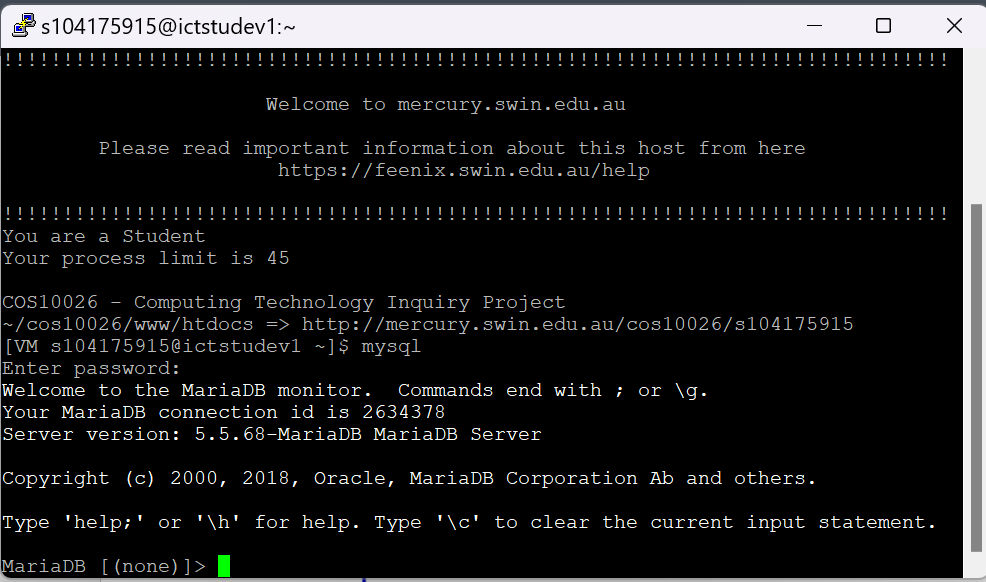 s104175915@ictstudev1:~
!!!!!!!!!!!!!!!!!!!!!!!!!!!!!!!!!!!!!!!!!!!!!!!!!!!!!!!!!!!!!!!!!!!!!!!!!!!!!!!
Welcome to mercury.swin.edu.au
Please read important information about this host from here
https://feenix.swin.edu.au/help
!!!!!!!!!!!!!!!!!!!!!!!!!!!!!!!!!!!!!!!!!!!!!!!!!!!!!!!!!!!!!!!!!!!!!!!!!!!!!!!
You are a Student
Your process limit is 45
COS10026 - Computing Technology Inquiry Project
~/cos10026/www/htdocs => http://mercury.swin.edu.au/cos10026/s104175915
[VM s104175915@ictstudev1 ~]$ mysql
Enter password:
Welcome to the MariaDB monitor.  Commands end with ; or \g.
Your MariaDB connection id is 2634378
Server version: 5.5.68-MariaDB MariaDB Server
Copyright (c) 2000, 2018, Oracle, MariaDB Corporation Ab and others.
Type 'help;' or '\h' for help. Type '\c' to clear the current input statement.
MariaDB [(none)]>